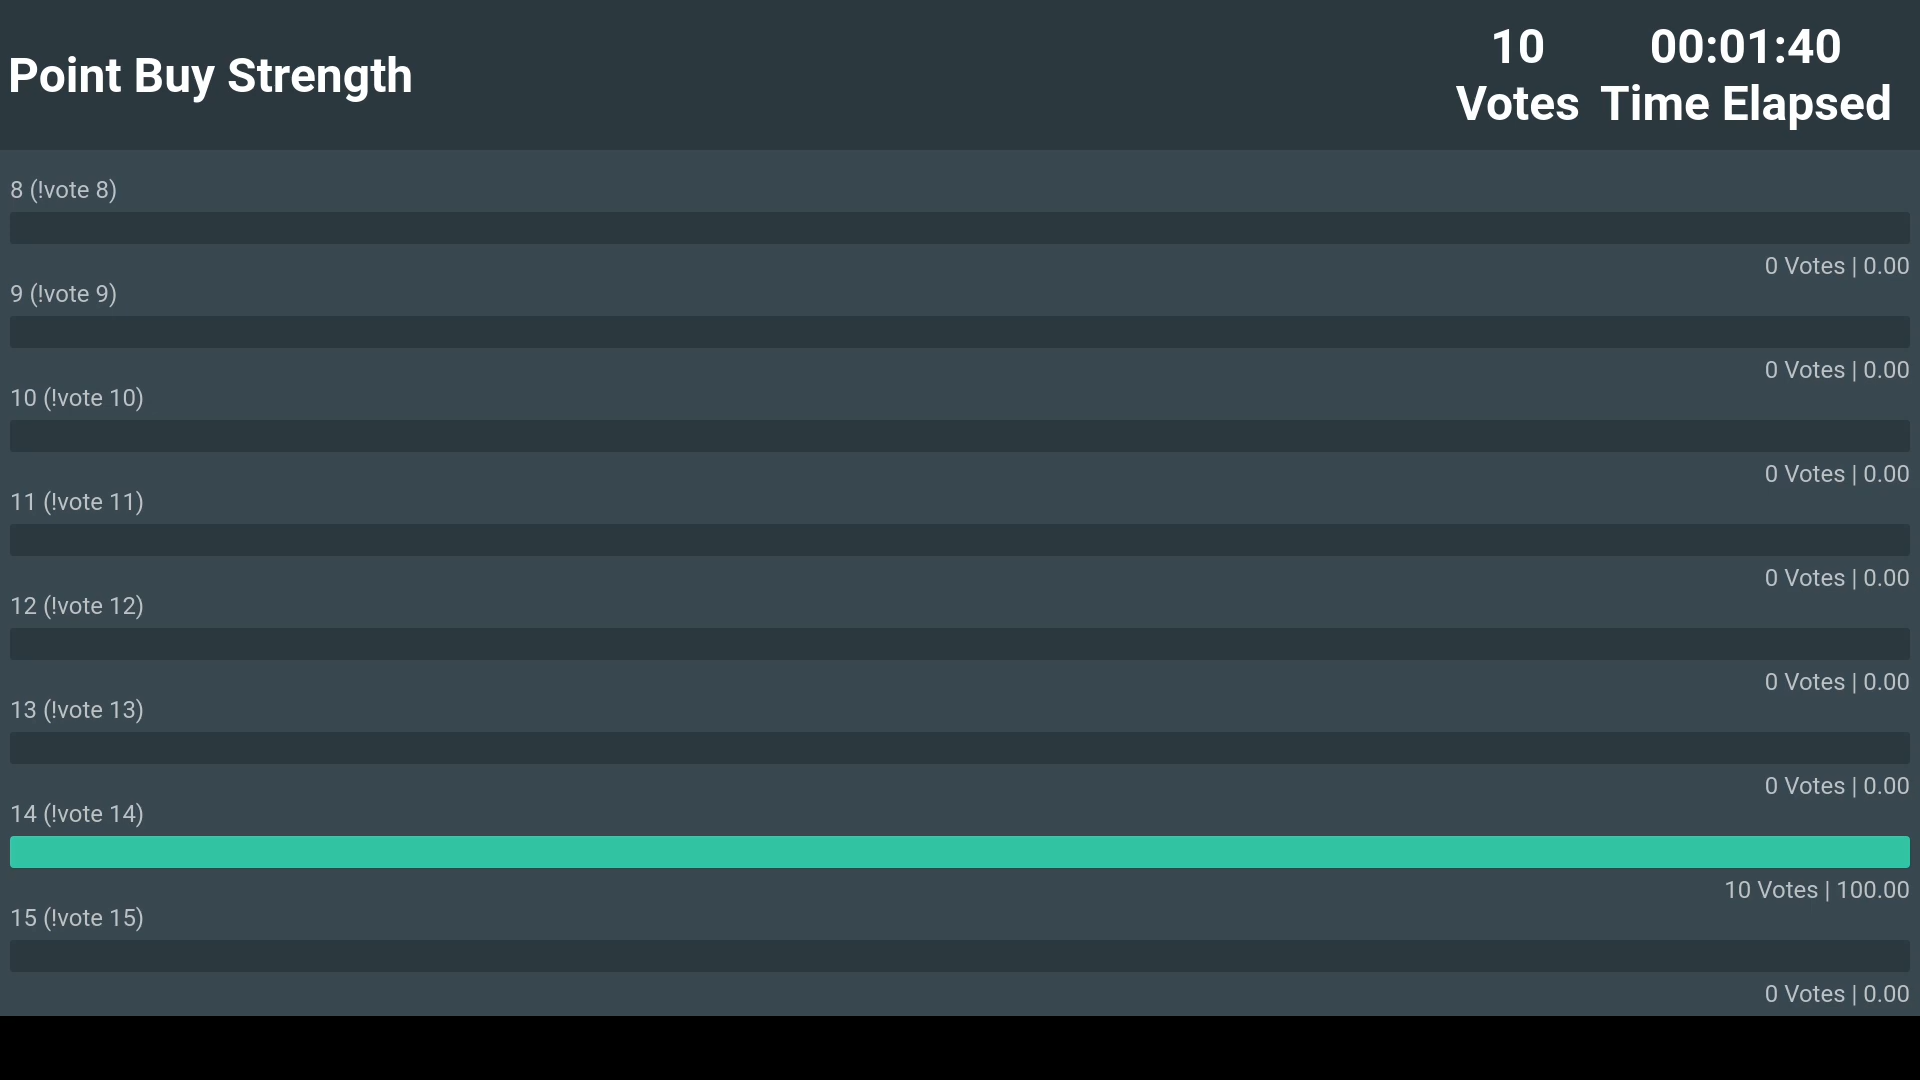 Point Buy Strength
10
Votes
00:01:40
Time Elapsed
8 (!vote 8)
0 Votes | 0.00
9 (!vote 9)
0 Votes | 0.00
10 (!vote 10)
0 Votes | 0.00
11 (!vote 11)
0 Votes | 0.00
12 (!vote 12)
0 Votes | 0.00
13 (!vote 13)
0 Votes | 0.00
14 (!vote 14)
10 Votes | 100.00
15 (!vote 15)
0 Votes | 0.00